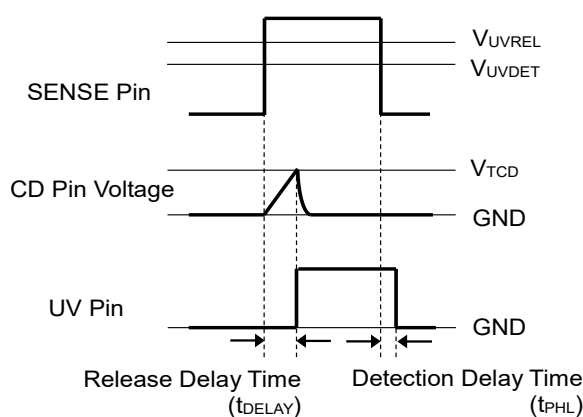 VUVREL
VUVDET
SENSE Pin
VTCD
CD Pin Voltage
GND
UV Pin
GND
Release Delay Time
(tDELAY)
Detection Delay Time
(tPHL)